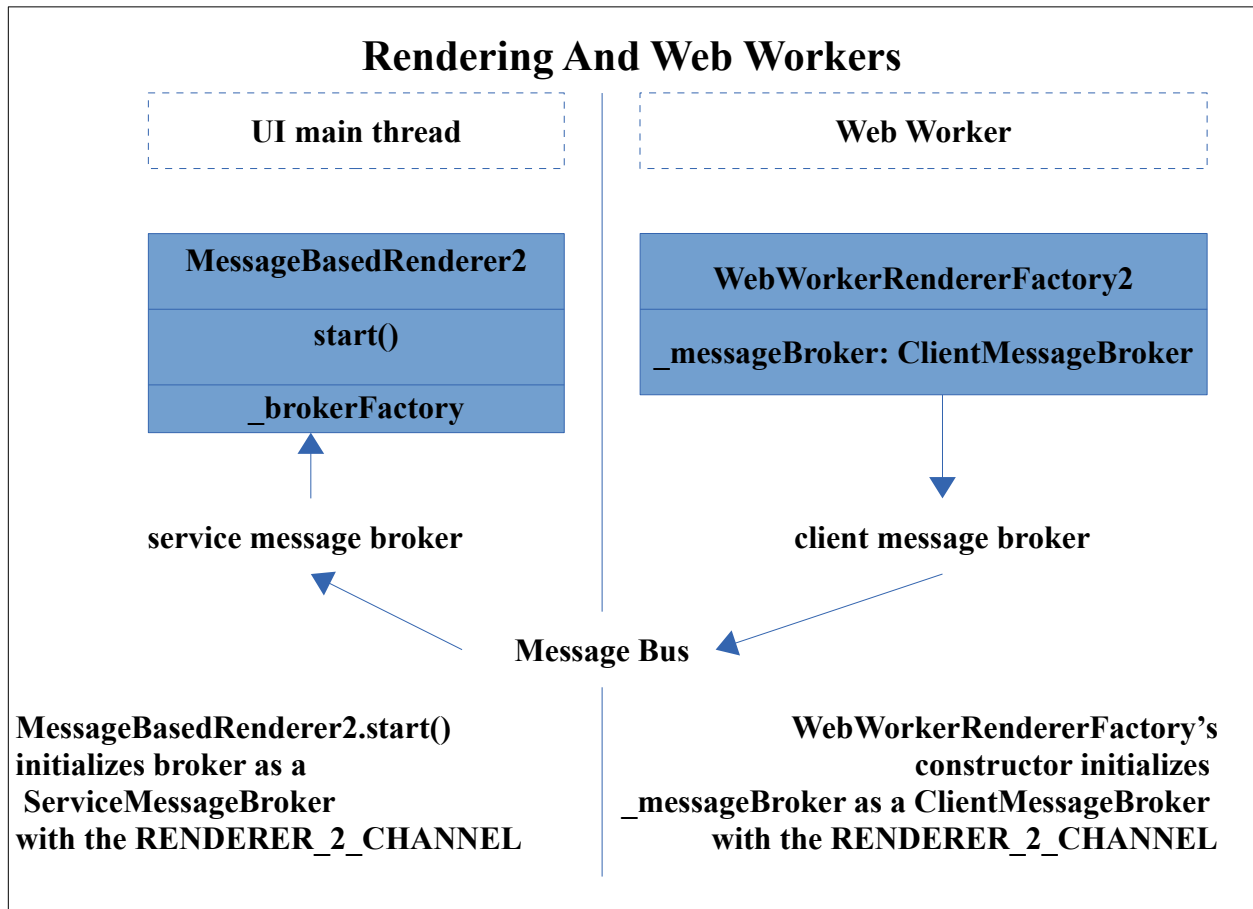 Rendering And Web Workers
UI main thread
Web Worker
MessageBasedRenderer2
start()
_brokerFactory
WebWorkerRendererFactory2
_messageBroker: ClientMessageBroker
service message broker
client message broker
Message Bus
MessageBasedRenderer2.start()
initializes broker as a
ServiceMessageBroker
with the RENDERER_2_CHANNEL
WebWorkerRendererFactory’s
constructor initializes
_messageBroker as a ClientMessageBroker
with the RENDERER_2_CHANNEL